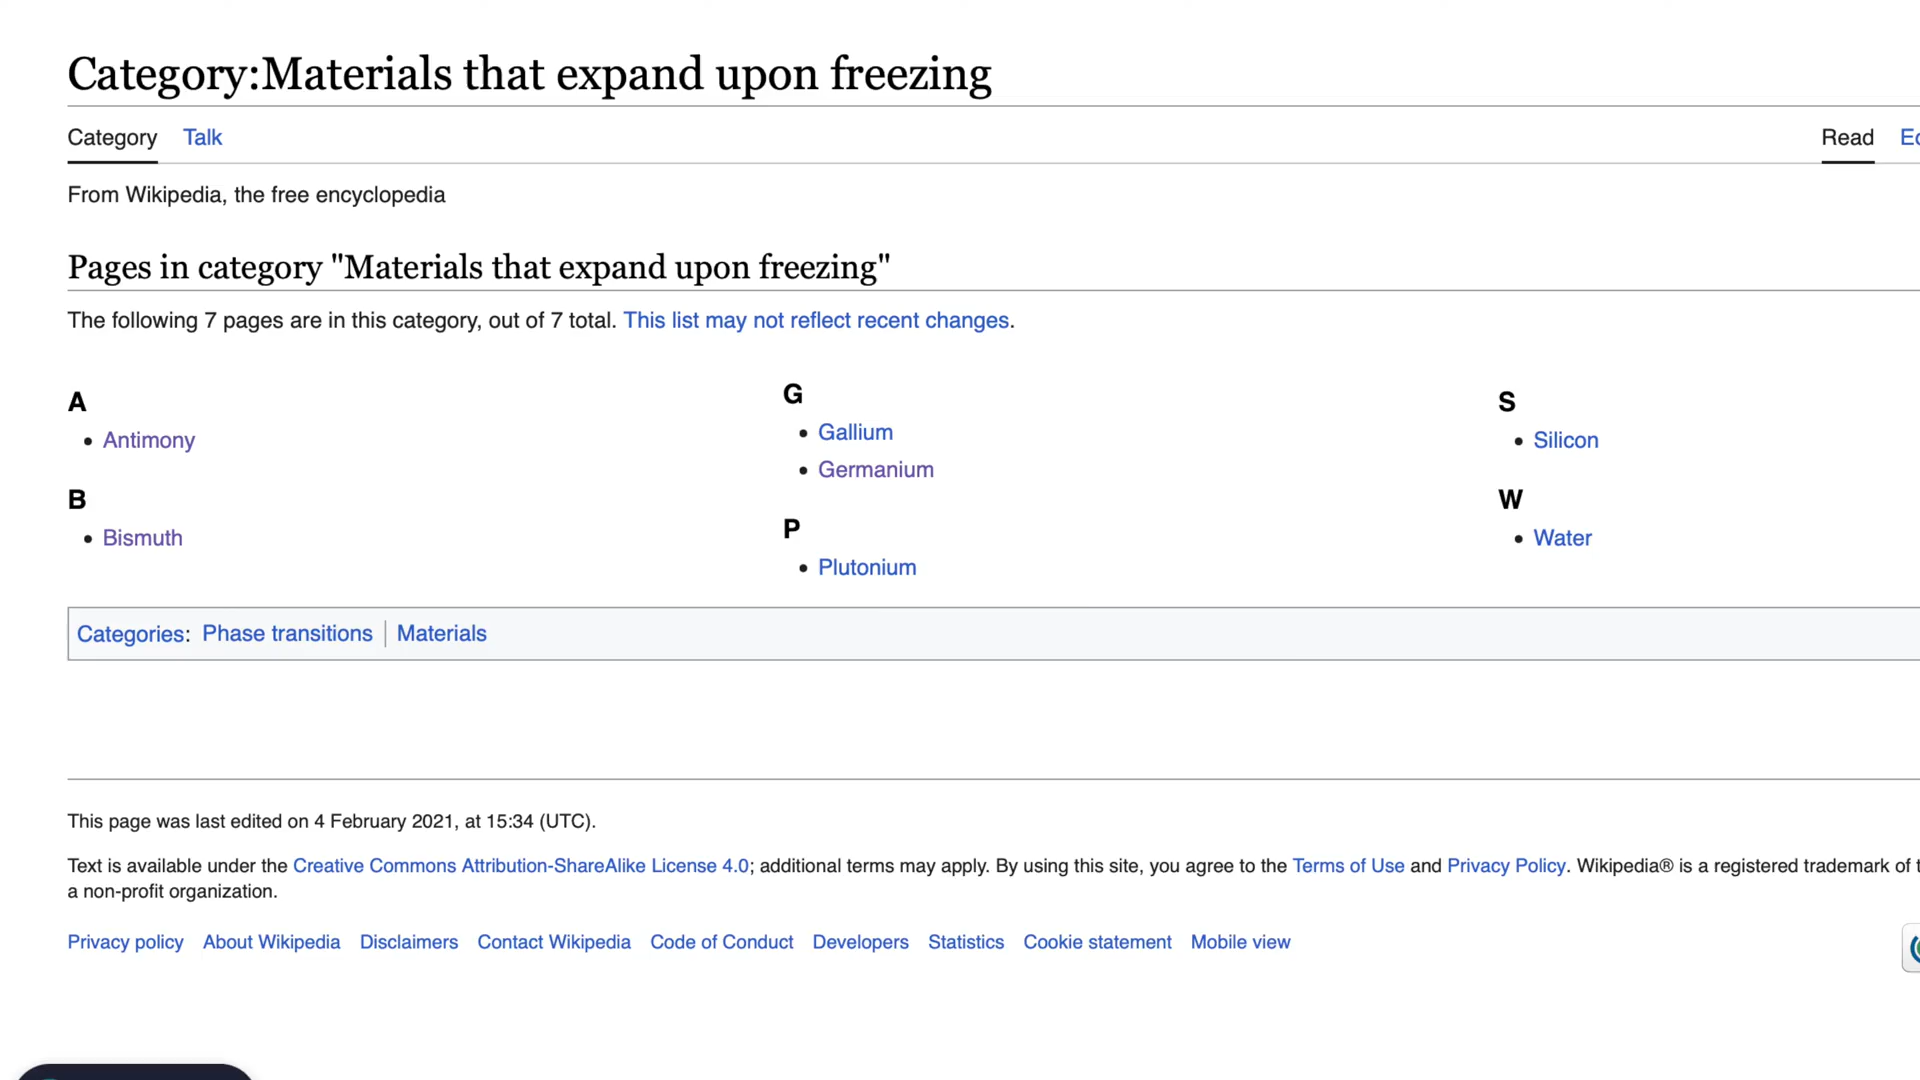 Category:Materials that expand upon freezing
Category Talk Read
From Wikipedia, the free encyclopedia
Pages in category "Materials that expand upon freezing"
The following 7 pages are in this category, out of 7 total. This list may not reflect recent changes.
A
Antimony
B
Bismuth
G
Gallium
Germanium
P
Plutonium
S
Silicon
W
Water
Categories: Phase transitions | Materials
This page was last edited on 4 February 2021, at 15:34 (UTC).
Text is available under the Creative Commons Attribution-ShareAlike License 4.0; additional terms may apply. By using this site, you agree to the Terms of Use and Privacy Policy. Wikipedia® is a registered trademark of
a non-profit organization.
Privacy policy About Wikipedia Disclaimers Contact Wikipedia Code of Conduct Developers Statistics Cookie statement Mobile view